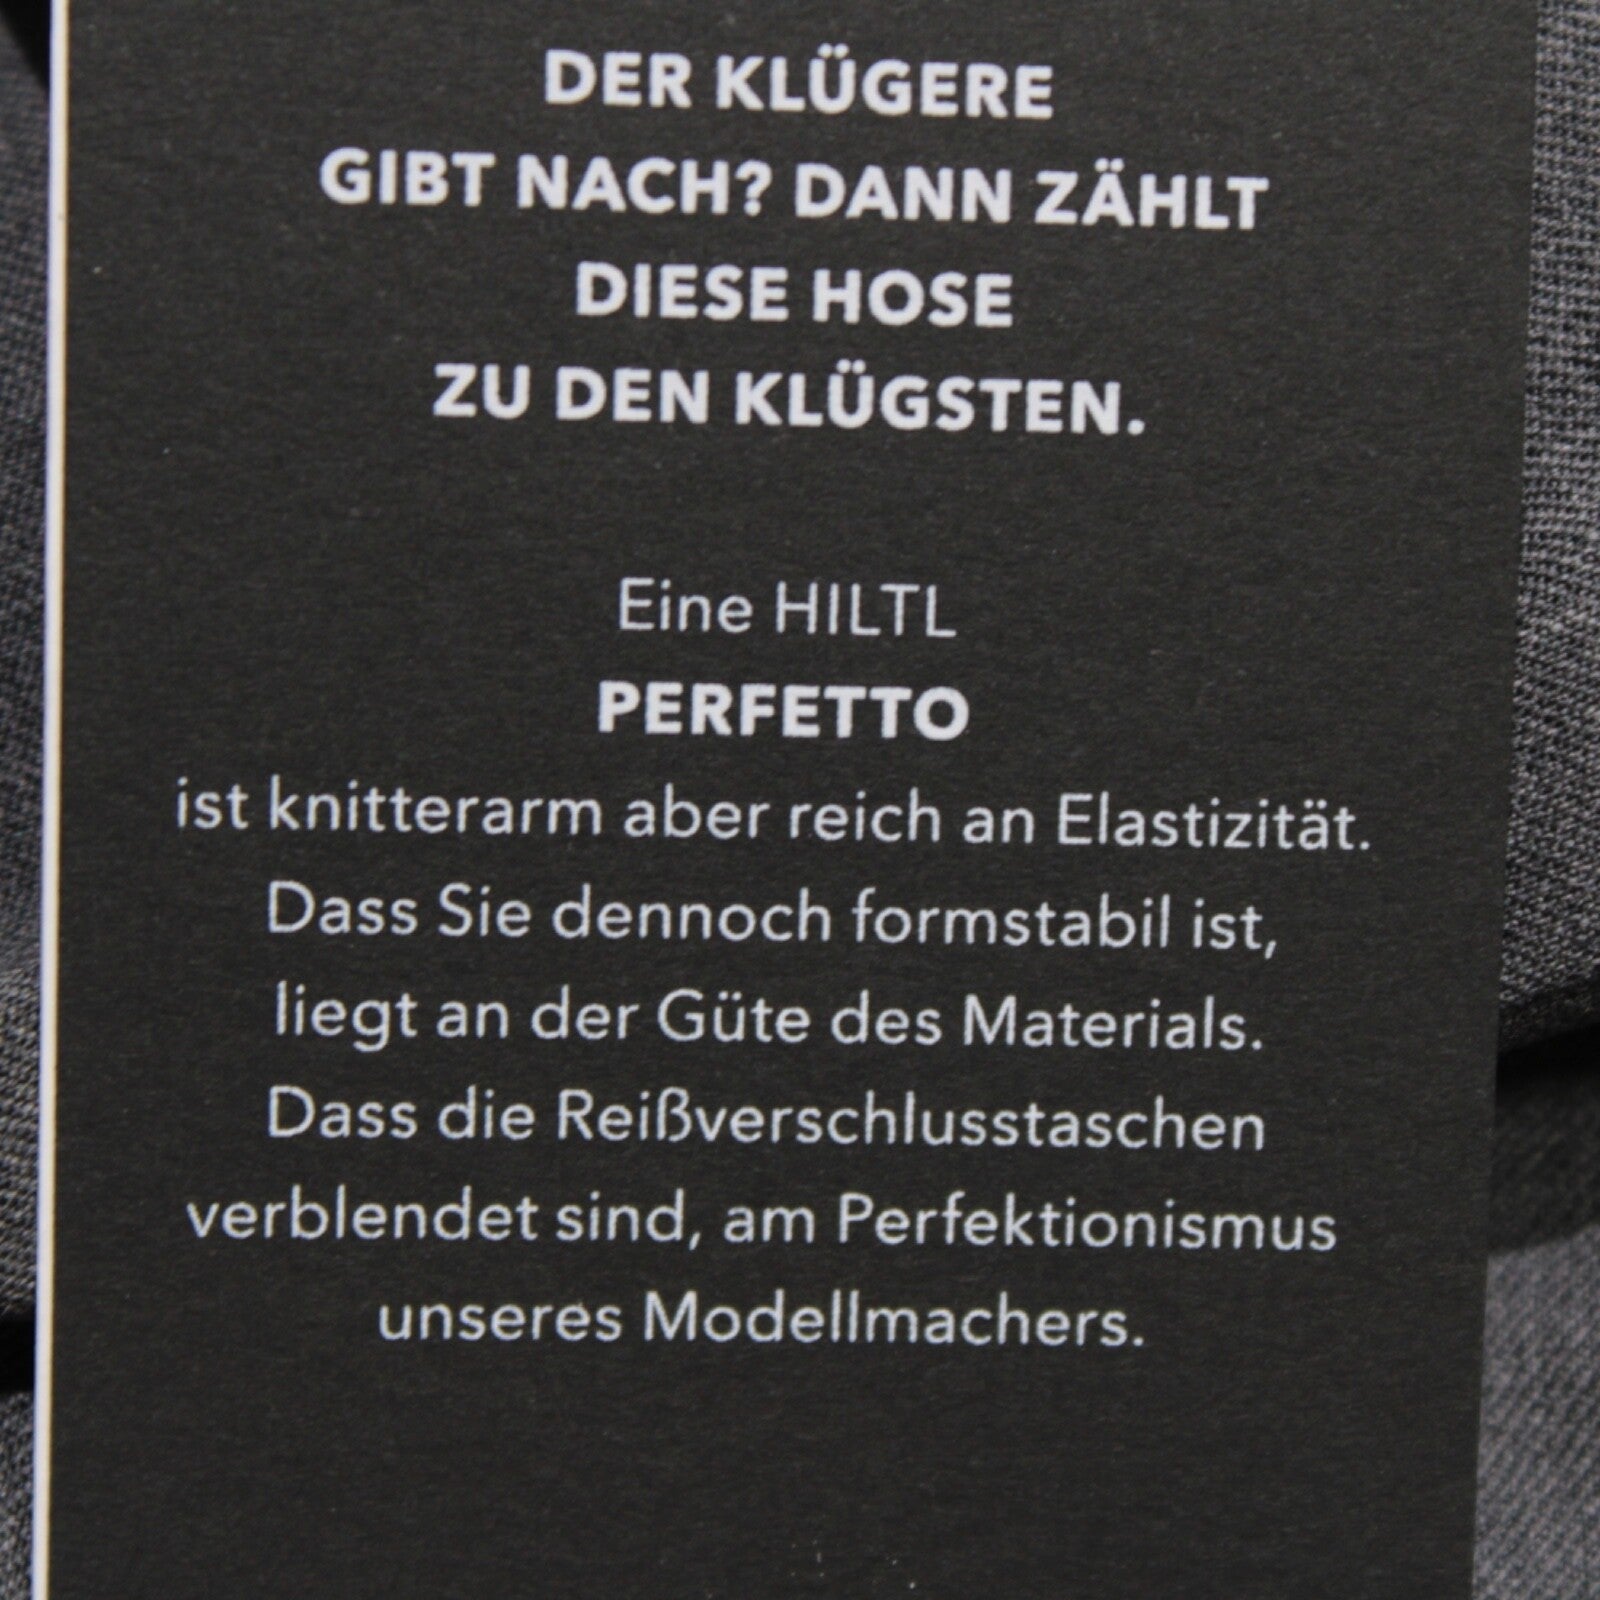 DER KLÜGERE
GIBT NACH? DANN ZÄHLT
DIESE HOSE
ZU DEN KLÜGSTEN.
Eine HILTL
PERFETTO
ist knitterarm aber reich an Elastizität.
Dass Sie dennoch formstabil ist,
liegt an der Güte des Materials.
Dass die Reißverschlusstaschen
verblendet sind, am Perfektionismus
unseres Modellmachers.